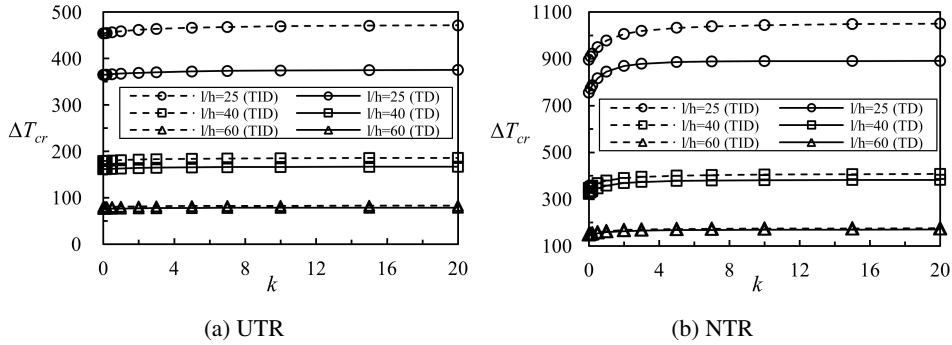 500
400
300
200
100
0
ΔT_cr
l/h=25 (TID) l/h=25 (TD)
l/h=40 (TID) l/h=40 (TD)
l/h=60 (TID) l/h=60 (TD)
0 4 8 12 16 20
k
(a) UTR
1100
900
700
500
300
100
ΔT_cr
l/h=25 (TID) l/h=25 (TD)
l/h=40 (TID) l/h=40 (TD)
l/h=60 (TID) l/h=60 (TD)
0 4 8 12 16 20
k
(b) NTR